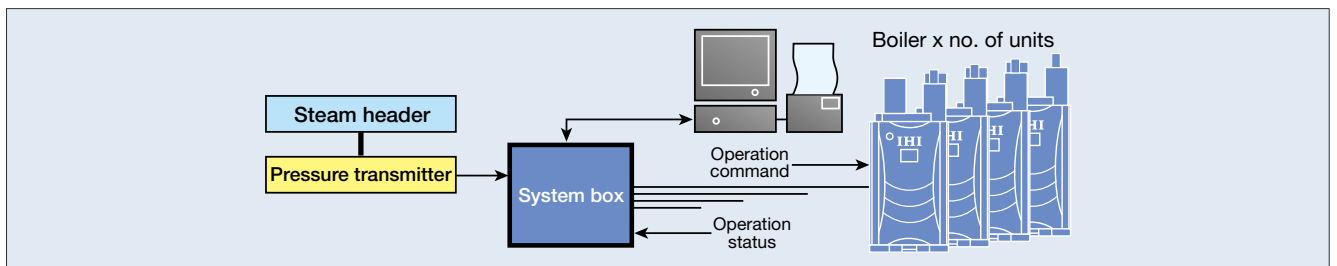 Boiler x no. of units
Steam header
Pressure transmitter
System box
Operation
command
Operation
status
IHI
IHI
IHI
IHI